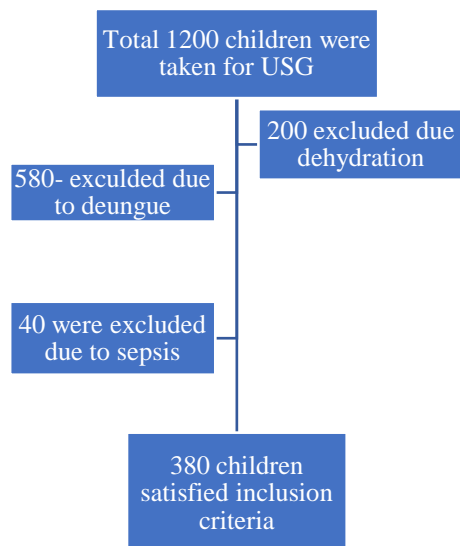 Total 1200 children were
taken for USG
200 excluded due
dehydration
580- exculded due
to deungue
40 were excluded
due to sepsis
380 children
satisfied inclusion
criteria